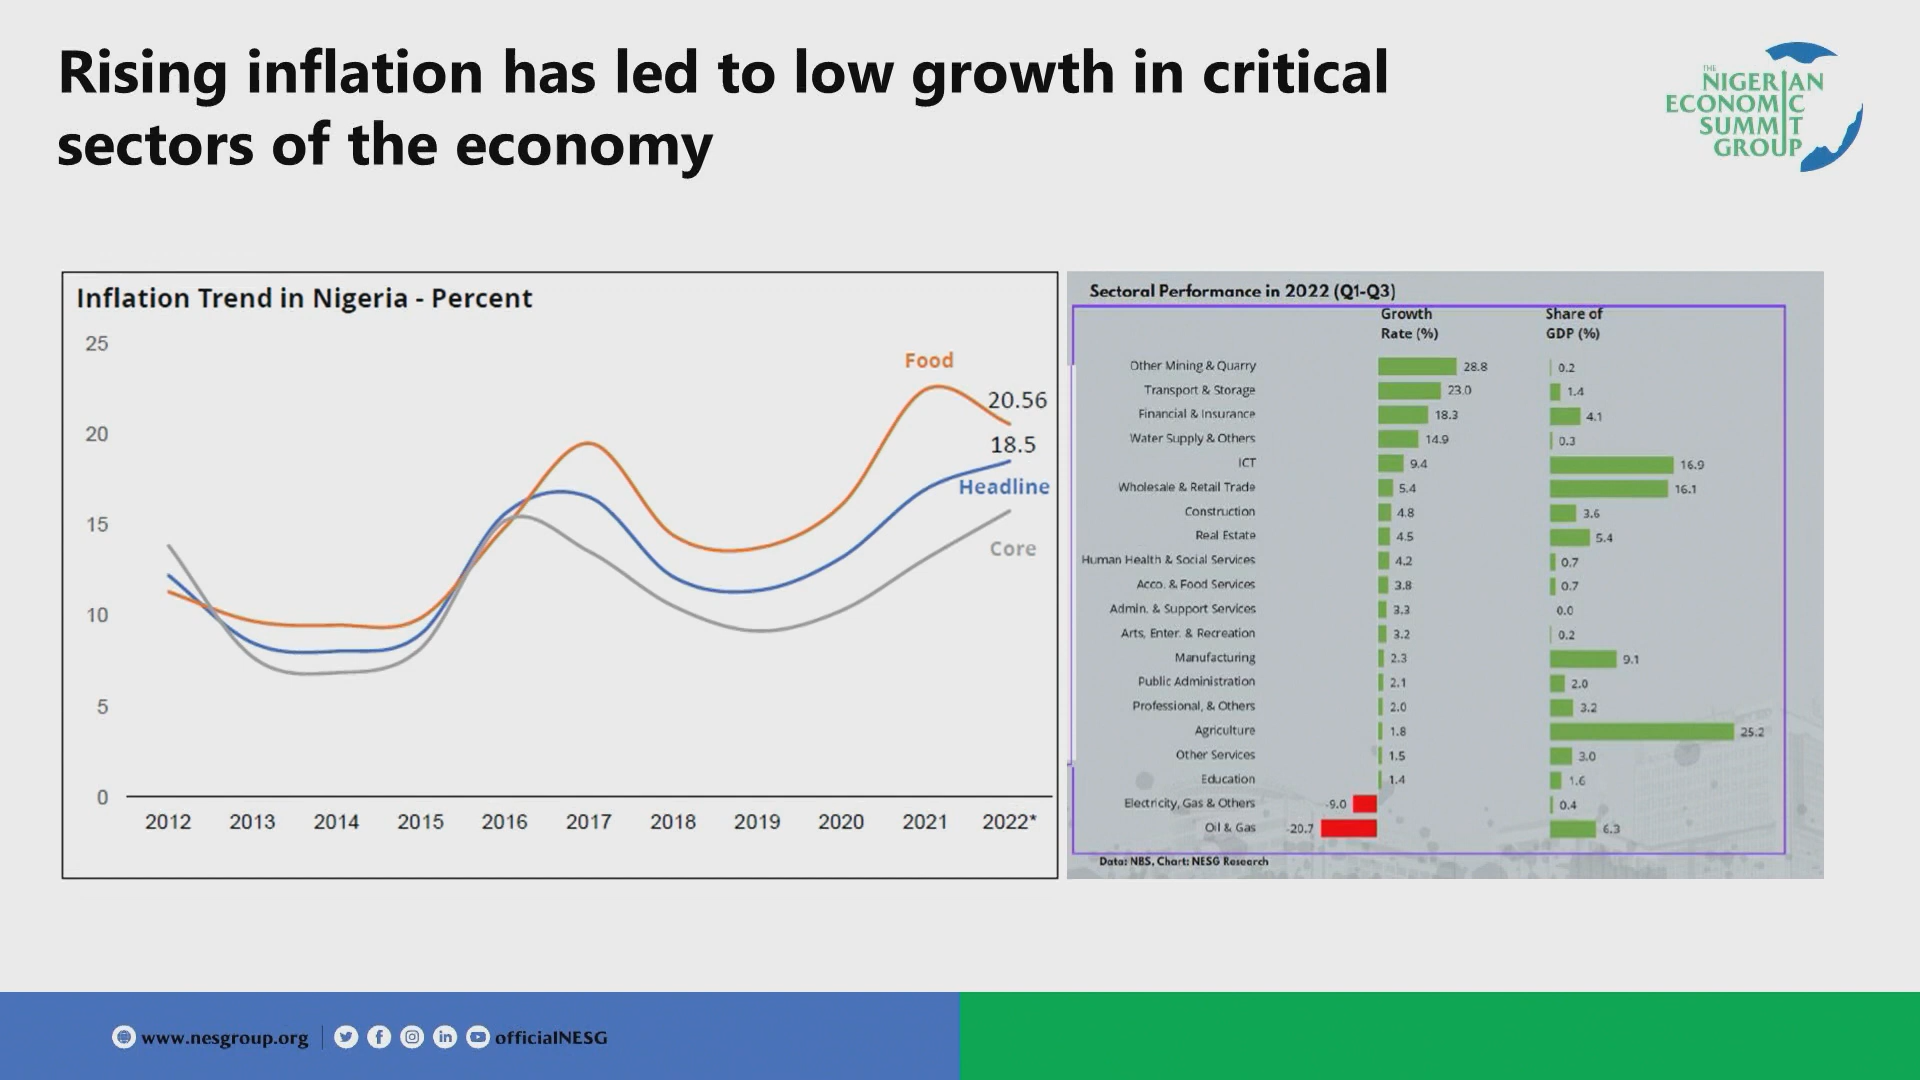 Rising inflation has led to low growth in critical
sectors of the economy
THE
NIGERIAN
ECONOMIC
SUMMIT
GROUP
Inflation Trend in Nigeria - Percent
25
20
15
10
5
0
Food
20.56
18.5
Headline
Core
2012 2013 2014 2015 2016 2017 2018 2019 2020 2021 2022*
Sectoral Performance in 2022 (Q1-Q3)
Growth Share of
Rate (%) GDP (%)
Other Mining & Quarry 28.8 0.2
Transport & Storage 23.0 1.4
Financial & Insurance 18.3 4.1
Water Supply & Others 14.9 0.3
ICT 9.4 16.9
Wholesale & Retail Trade 5.4 16.1
Construction 4.8 3.6
Real Estate 4.5 5.4
Human Health & Social Services 4.2 0.7
Acco. & Food Services 3.8 0.7
Admin. & Support Services 3.3 0.0
Arts, Enter. & Recreation 3.2 0.2
Manufacturing 2.3 9.1
Public Administration 2.1 2.0
Professional, & Others 2.0 3.2
Agriculture 1.8 25.2
Other Services 1.5 3.0
Education 1.4 1.6
Electricity, Gas & Others -9.0 0.4
Oil & Gas -20.7 6.3
Data: NBS, Chart: NESG Research
www.nesgroup.org officialNESG